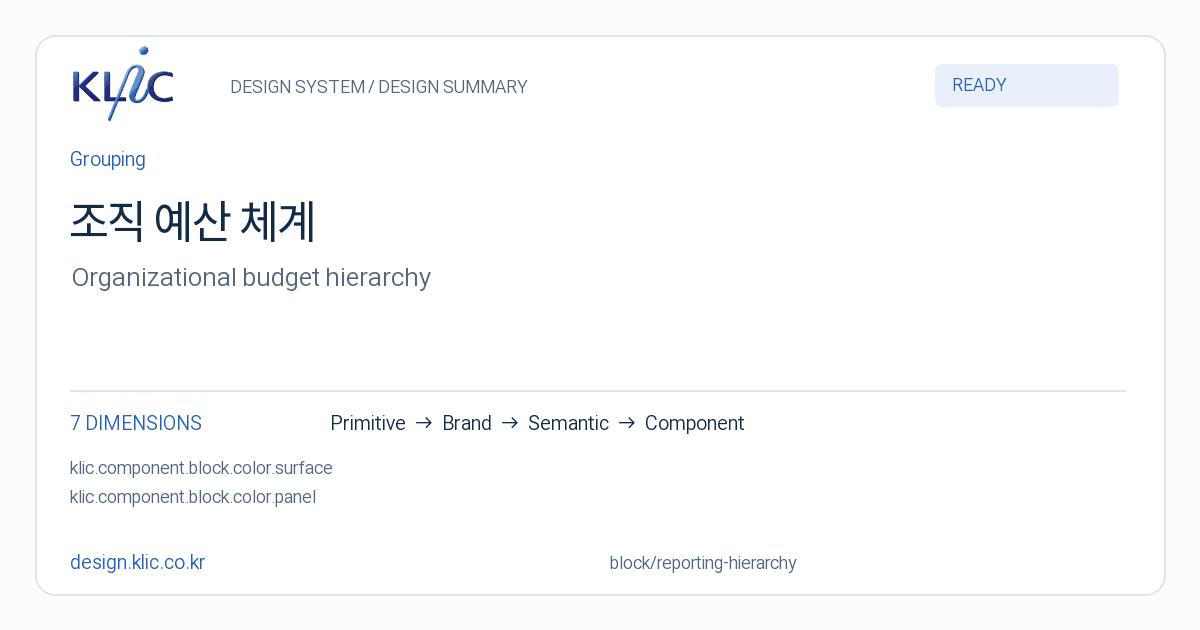 KLiC
DESIGN SYSTEM / DESIGN SUMMARY
READY
Grouping
조직 예산 체계
Organizational budget hierarchy
7 DIMENSIONS
Primitive → Brand → Semantic → Component
klic.component.block.color.surface
klic.component.block.color.panel
design.klic.co.kr
block/reporting-hierarchy